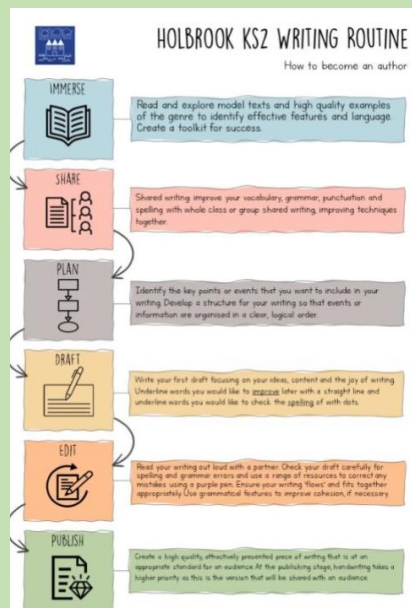 HOLBROOK KS2 WRITING ROUTINE
How to become an author
IMMERSE
Read and explore model texts and high quality examples
of the genre to identify effective features and language.
Create a toolkit for success.
SHARE
Shared writing: improve your vocabulary, grammar, punctuation and
spelling with whole class or group shared writing, improving techniques
together.
PLAN
Identify the key points or events that you want to include in your
writing. Develop a structure for your writing so that events or
information are organised in a clear, logical order.
DRAFT
Write your first draft focusing on your ideas, content and the joy of writing.
Underline words you would like to improve later with a straight line and
underline words you would like to check the spelling of with dots.
EDIT
Read your writing out loud with a partner. Check your draft carefully for
spelling and grammar errors and use a range of resources to correct any
mistakes using a purple pen. Ensure your writing 'flows' and fits together
appropriately. Use grammatical features to improve cohesion, if necessary.
PUBLISH
Create a high quality, attractively presented piece of writing that is at an
appropriate standard for an audience. At the publishing stage, handwriting takes a
higher priority as this is the version that will be shared with an audience.